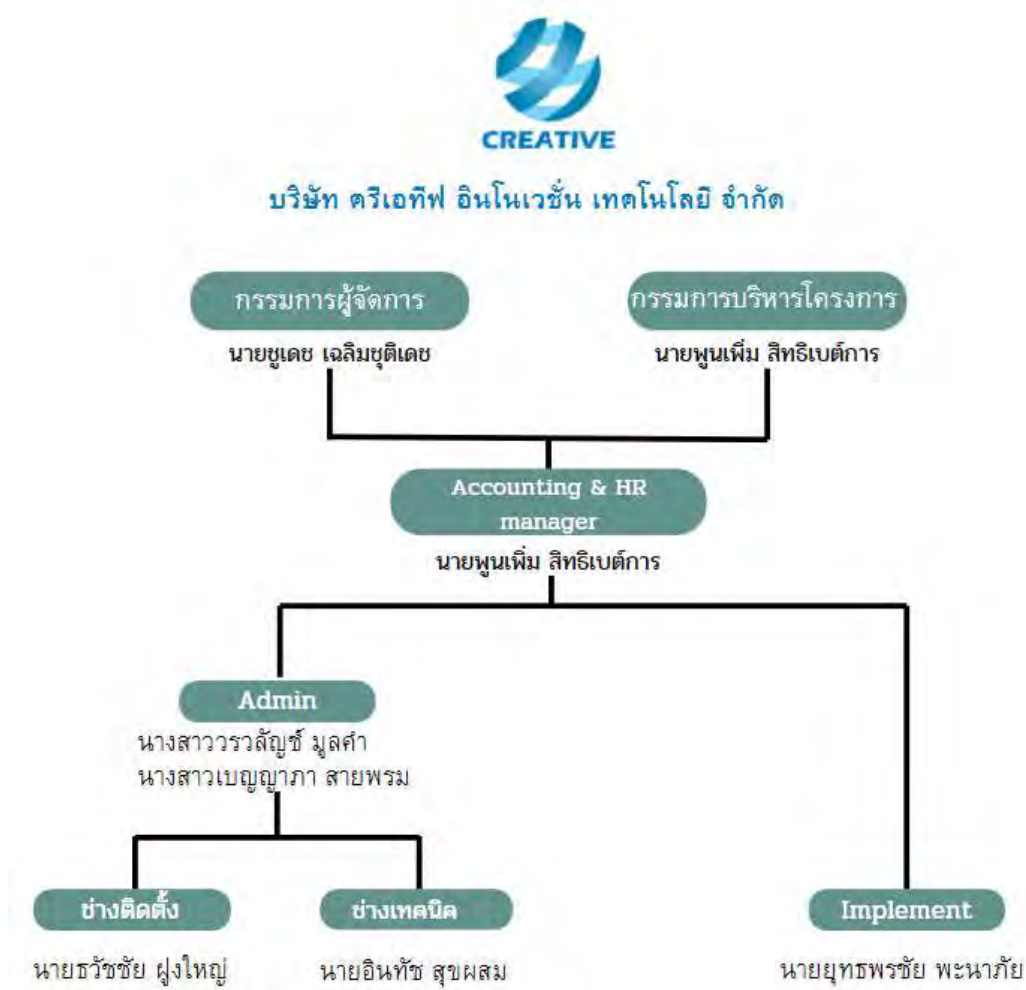 CREATIVE
บริษัท ครีเอทีฟ อินโนเวชั่น เทคโนโลยี จำกัด
กรรมการผู้จัดการ
กรรมการบริหารโครงการ
นายชูเดช เฉลิมชุติเดช
นายพูนเพิ่ม สิทธิเบต์การ
Accounting & HR
manager
นายพูนเพิ่ม สิทธิเบต์การ
Admin
นางสาววรวลัญช์ มูลคำ
นางสาวเบญญาภา สายพรม
ช่างติดตั้ง
ช่างเทคนิค
Implement
นายธวัชชัย ฝูงใหญ่
นายอินทัช สุขผสม
นายยุทธพรชัย พะนาภัย